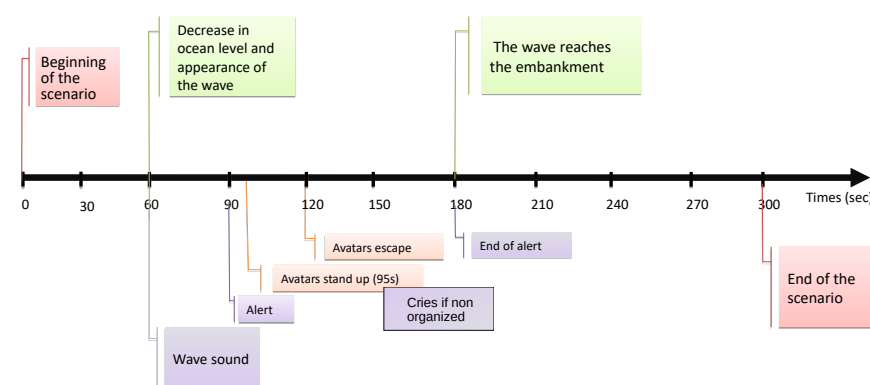 Beginning
of the
scenario
Decrease in
ocean level and
appearance of
the wave
The wave reaches
the embankment
0
30
60
90
120
150
180
210
240
270
300
Times (sec)
Avatars escape
End of alert
Avatars stand up (95s)
Alert
Cries if non
organized
End of the
scenario
Wave sound